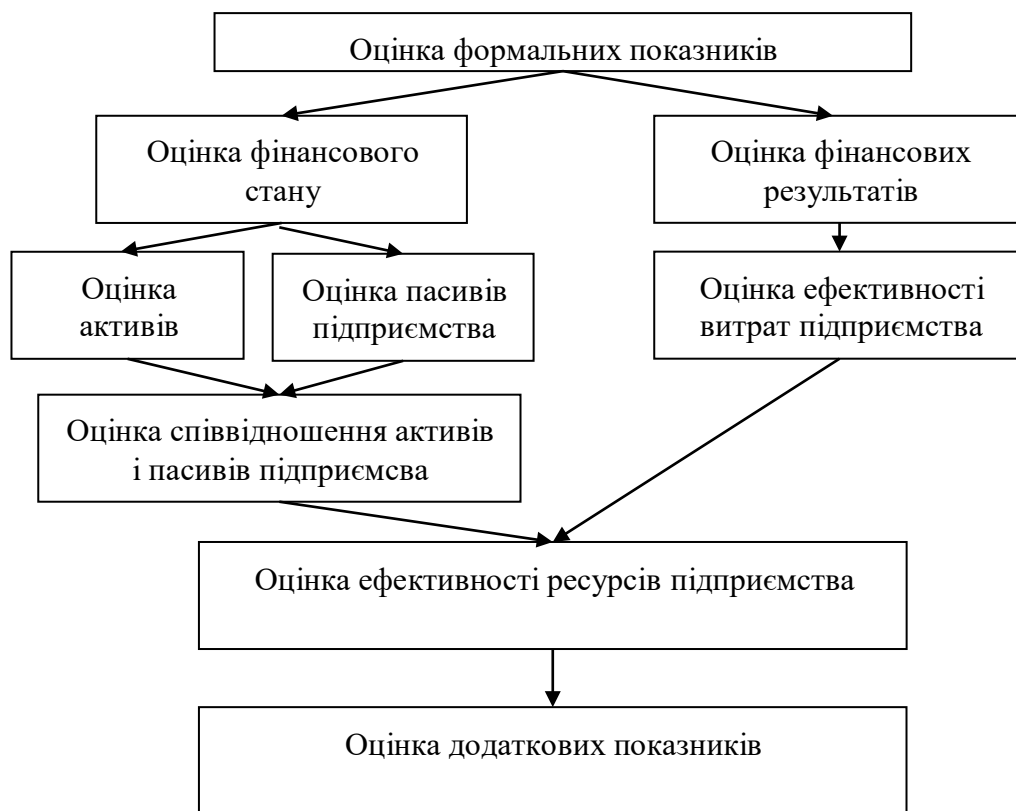 Оцінка формальних показників
Оцінка фінансового
стану
Оцінка фінансових
результатів
Оцінка
активів
Оцінка пасивів
підприємства
Оцінка ефективності
витрат підприємства
Оцінка співвідношення активів
і пасивів підприємсва
Оцінка ефективності ресурсів підприємства
Оцінка додаткових показників